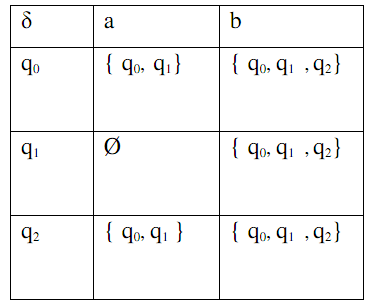 δ a b
q₀ { q₀, q₁} { q₀, q₁ ,q₂}
q₁ Ø { q₀, q₁ ,q₂}
q₂ { q₀, q₁ } { q₀, q₁ ,q₂}